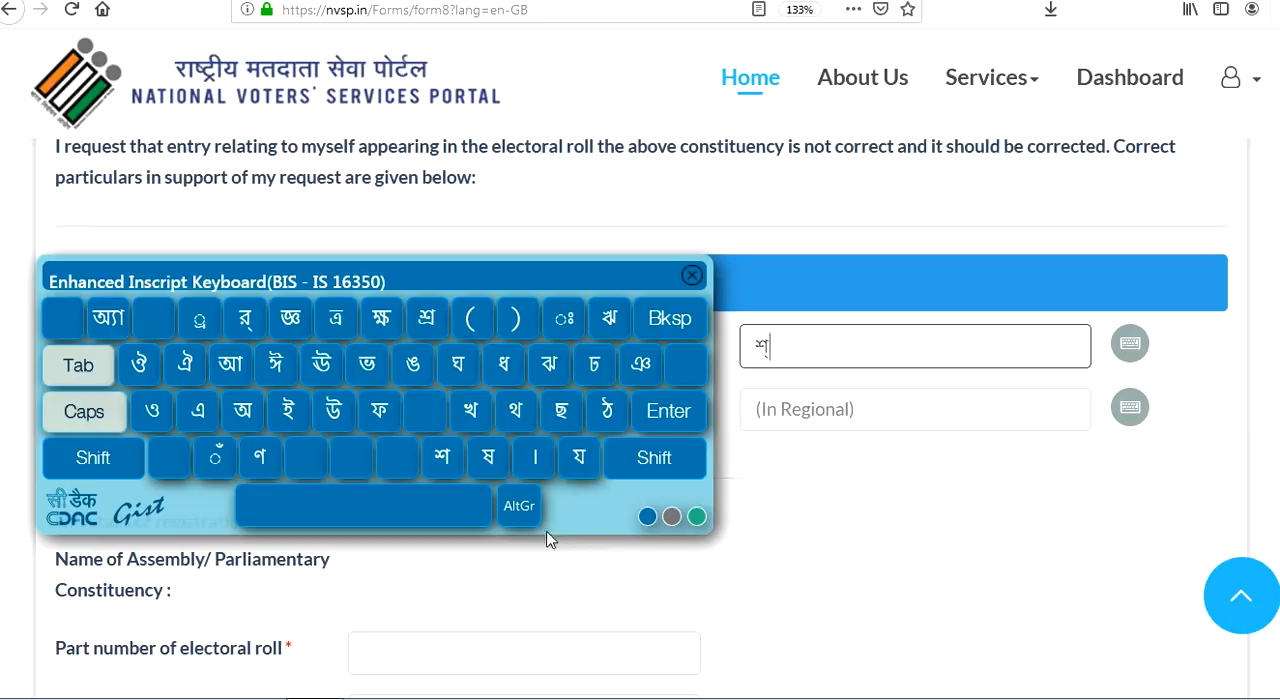 https://nvsp.in/Forms/form8?lang=en-GB
133%
राष्ट्रीय मतदाता सेवा पोर्टल
NATIONAL VOTERS' SERVICES PORTAL
Home About Us Services Dashboard
I request that entry relating to myself appearing in the electoral roll the above constituency is not correct and it should be corrected. Correct
particulars in support of my request are given below:
Enhanced Inscript Keyboard(BIS - IS 16350)
অ্যা ্র র্ জ্ঞ ত্র ক্ষ শ্র ( ) ঃ ঋ Bksp
শ্
Tab ঔ ঐ আ ঈ ঊ ভ ঙ ঘ ধ ঝ ঢ ঞ
Caps ও এ অ ই উ ফ খ থ ছ ঠ Enter
(In Regional)
Shift ঁ ণ শ ষ । য Shift
सी डैक
CDAC Gist
AltGr
Name of Assembly/ Parliamentary
Constituency :
Part number of electoral roll *